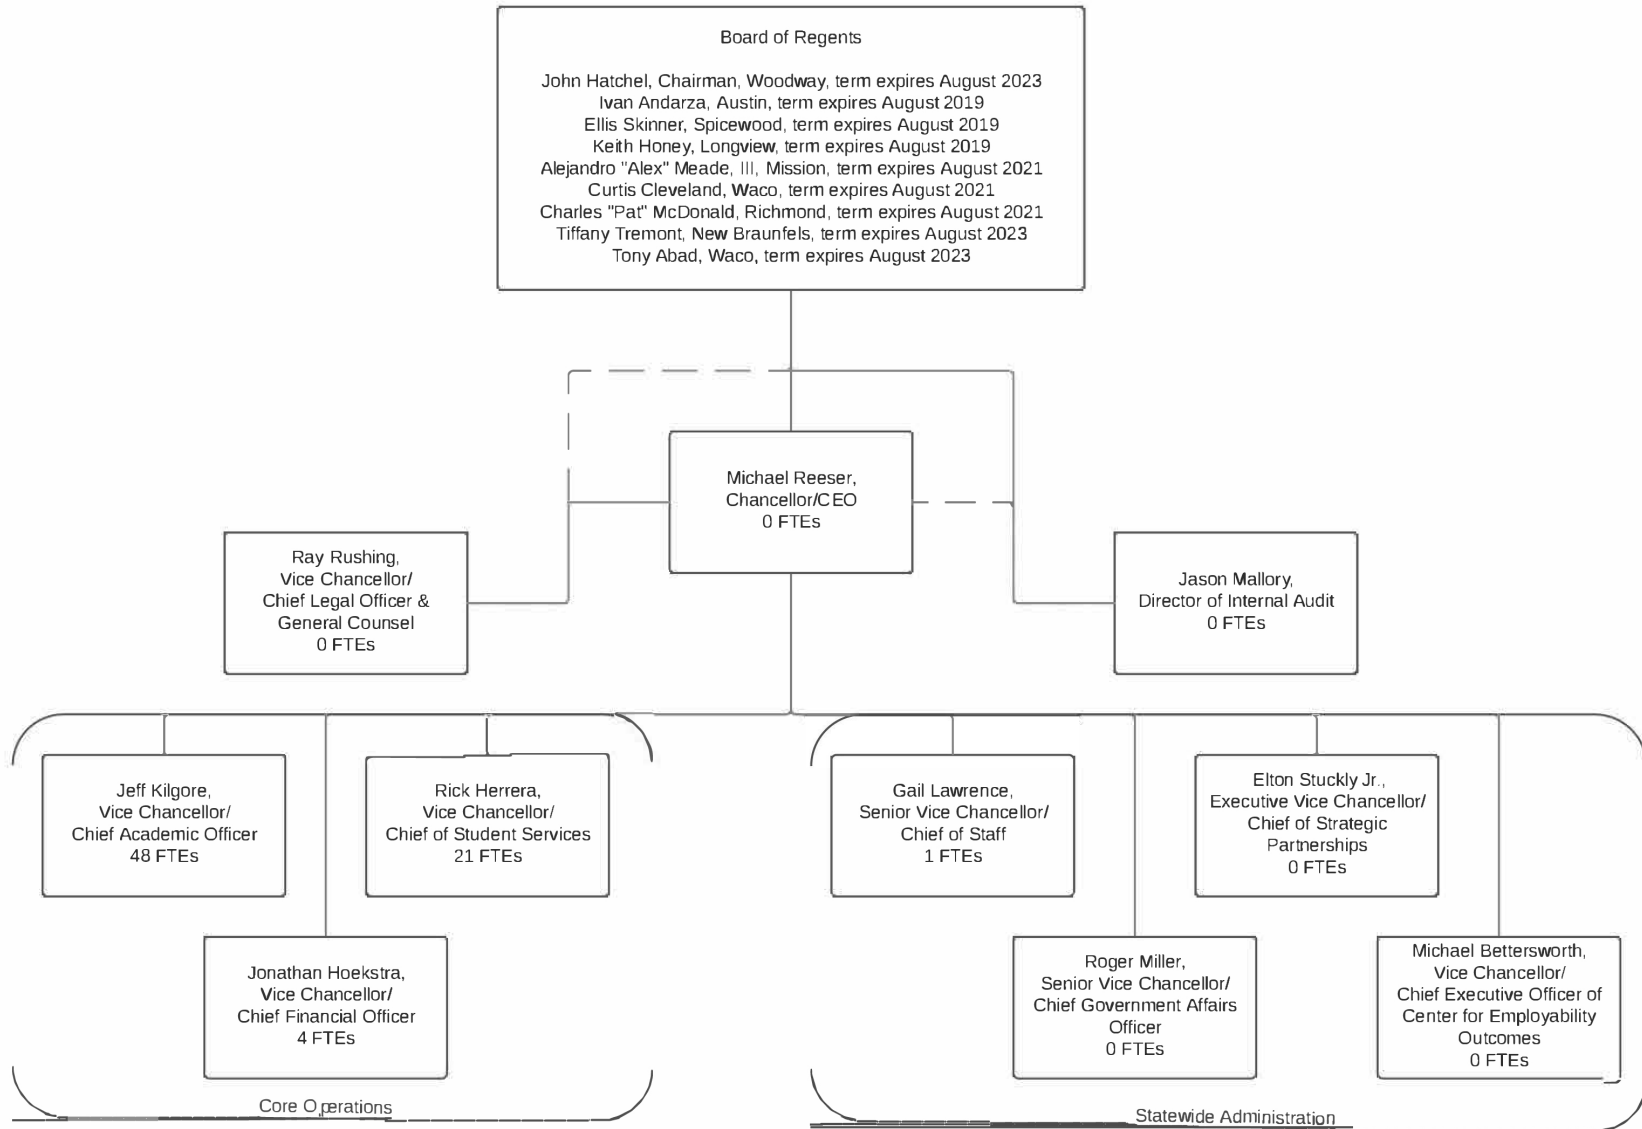 Board of Regents
John Hatchel, Chairman, Woodway, term expires August 2023
Ivan Andarza, Austin, term expires August 2019
Ellis Skinner, Spicewood, term expires August 2019
Keith Honey, Longview, term expires August 2019
Alejandro "Alex" Meade, III, Mission, term expires August 2021
Curtis Cleveland, Waco, term expires August 2021
Charles "Pat" McDonald, Richmond, term expires August 2021
Tiffany Tremont, New Braunfels, term expires August 2023
Tony Abad, Waco, term expires August 2023
Michael Reeser,
Chancellor/CEO
0 FTEs
Ray Rushing,
Vice Chancellor/
Chief Legal Officer &
General Counsel
0 FTEs
Jason Mallory,
Director of Internal Audit
0 FTEs
Jeff Kilgore,
Vice Chancellor/
Chief Academic Officer
48 FTEs
Rick Herrera,
Vice Chancellor/
Chief of Student Services
21 FTEs
Gail Lawrence,
Senior Vice Chancellor/
Chief of Staff
1 FTEs
Elton Stuckly Jr.,
Executive Vice Chancellor/
Chief of Strategic
Partnerships
0 FTEs
Jonathan Hoekstra,
Vice Chancellor/
Chief Financial Officer
4 FTEs
Roger Miller,
Senior Vice Chancellor/
Chief Government Affairs
Officer
0 FTEs
Michael Bettersworth,
Vice Chancellor/
Chief Executive Officer of
Center for Employability
Outcomes
0 FTEs
Core Operations
Statewide Administration